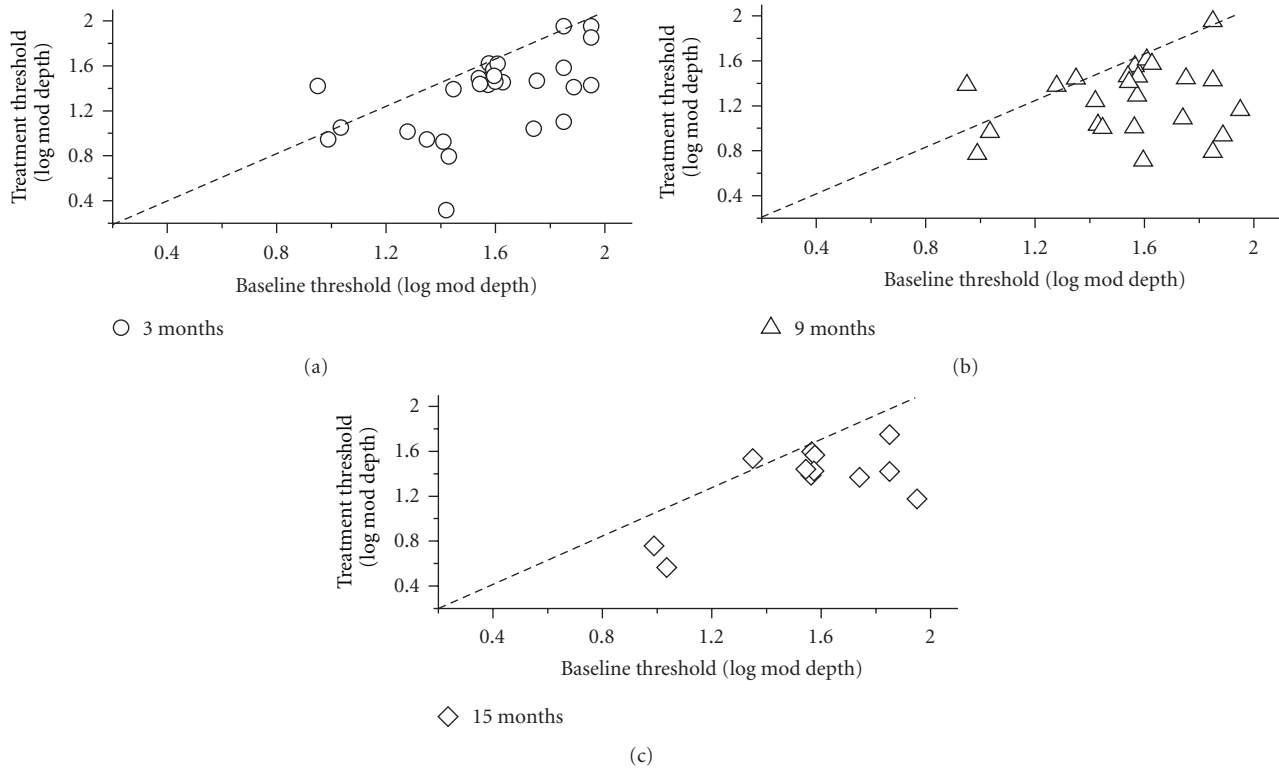 Treatment threshold
(log mod depth)
2
1.6
1.2
0.8
0.4
0.4
0.8
1.2
1.6
2
Baseline threshold (log mod depth)
3 months
(a)
Treatment threshold
(log mod depth)
2
1.6
1.2
0.8
0.4
0.4
0.8
1.2
1.6
2
Baseline threshold (log mod depth)
9 months
(b)
Treatment threshold
(log mod depth)
2
1.6
1.2
0.8
0.4
0.4
0.8
1.2
1.6
2
Baseline threshold (log mod depth)
15 months
(c)